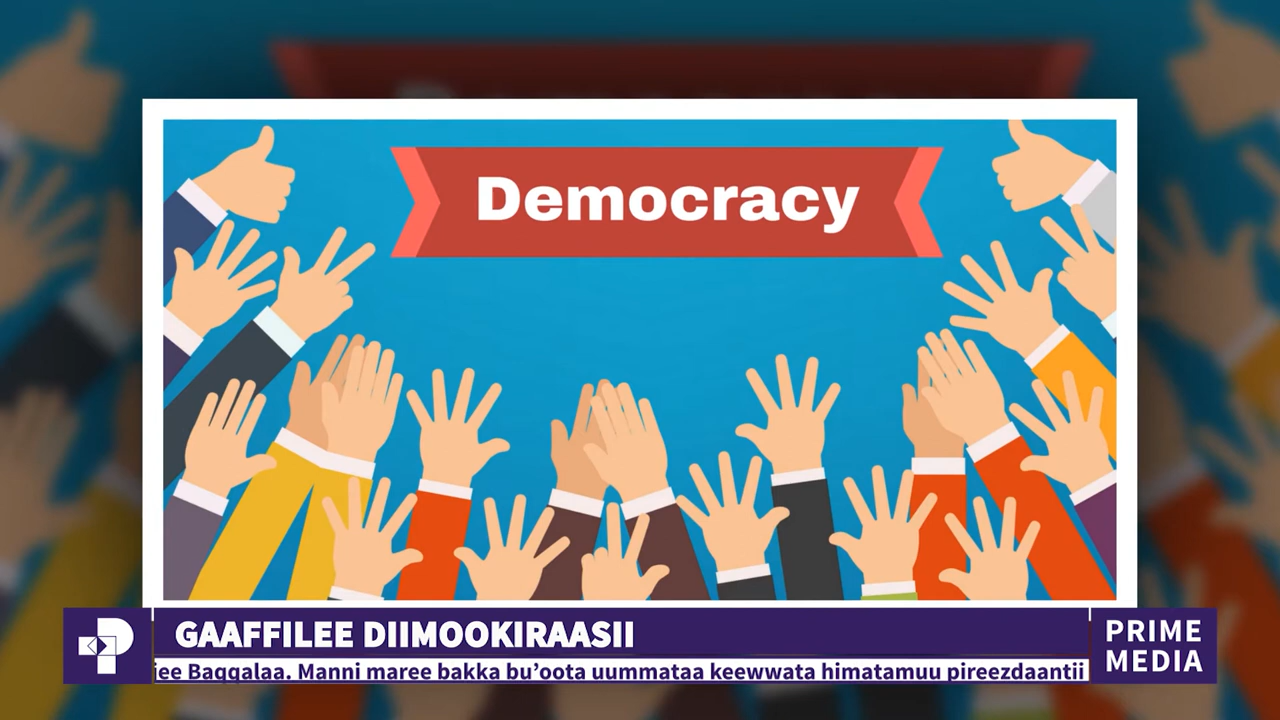 Democracy
GAAFFILEE DIIMOOKIRAASII
PRIME
MEDIA
Baqqalaa. Manni maree bakka bu’oota uummataa keewwata himatamuu pireezdaantii